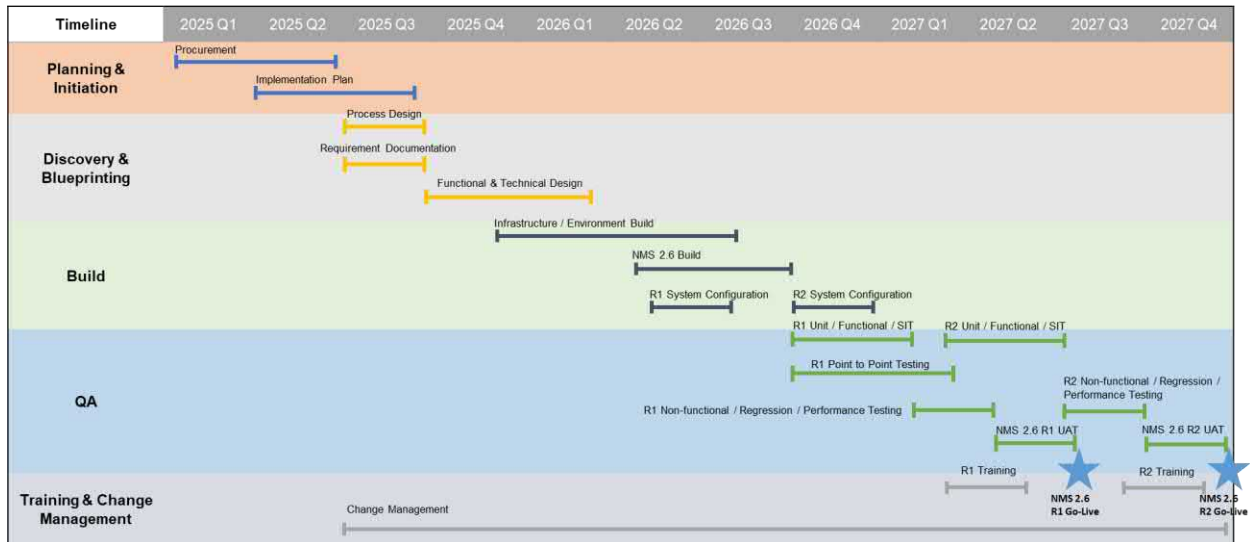 Timeline 2025 Q1 2025 Q2 2025 Q3 2025 Q4 2026 Q1 2026 Q2 2026 Q3 2026 Q4 2027 Q1 2027 Q2 2027 Q3 2027 Q4
Planning &
Initiation
Procurement
Implementation Plan
Discovery &
Blueprinting
Process Design
Requirement Documentation
Functional & Technical Design
Build
Infrastructure / Environment Build
NMS 2.6 Build
R1 System Configuration
R2 System Configuration
QA
R1 Unit / Functional / SIT
R2 Unit / Functional / SIT
R1 Point to Point Testing
R1 Non-functional / Regression / Performance Testing
R2 Non-functional / Regression /
Performance Testing
NMS 2.6 R1 UAT
NMS 2.6 R2 UAT
Training & Change
Management
R1 Training
R2 Training
NMS 2.6
R1 Go-Live
NMS 2.6
R2 Go-Live
Change Management